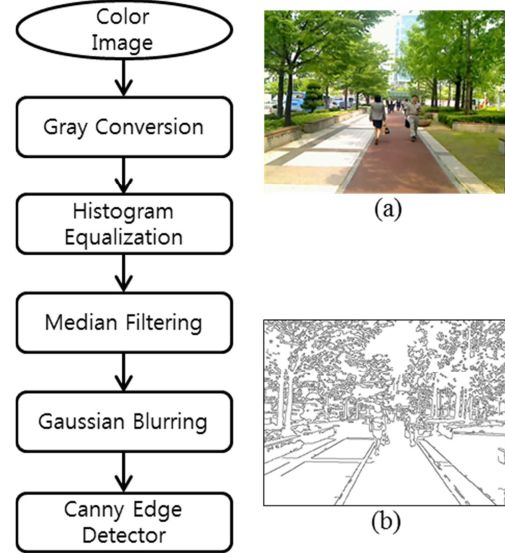 Color
Image
Gray Conversion
Histogram
Equalization
Median Filtering
Gaussian Blurring
Canny Edge
Detector
(a)
(b)